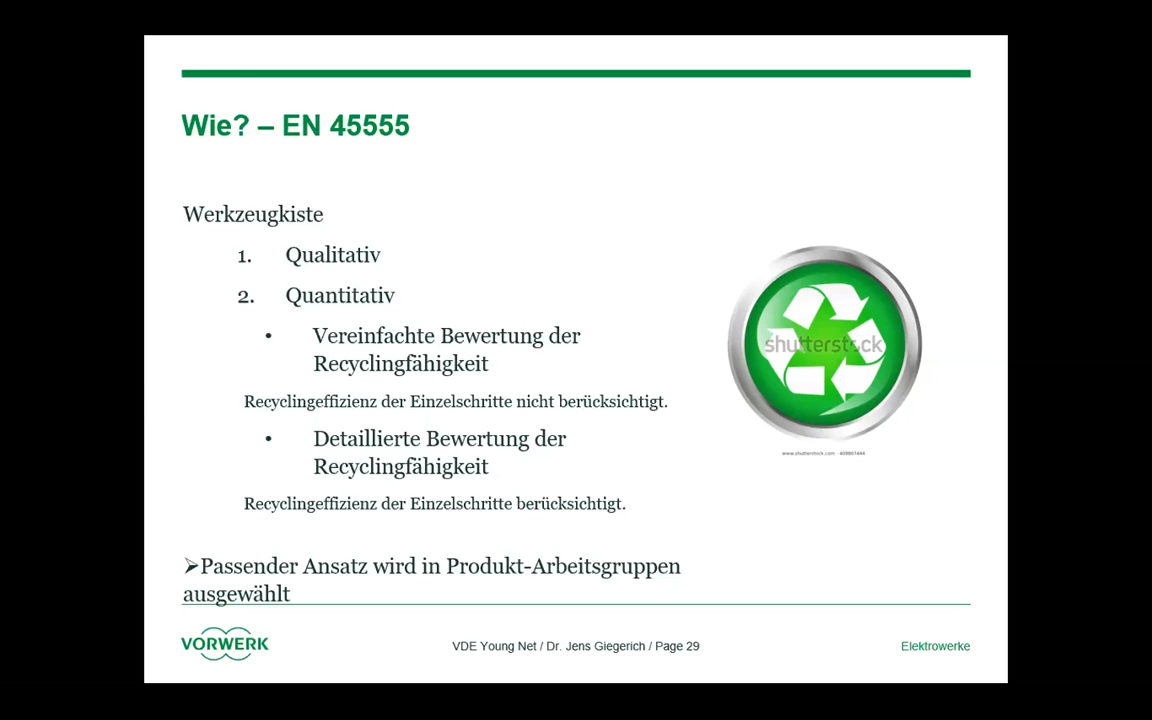 Wie? – EN 45555
Werkzeugkiste
1. Qualitativ
2. Quantitativ
• Vereinfachte Bewertung der
Recyclingfähigkeit
Recyclingeffizienz der Einzelschritte nicht berücksichtigt.
• Detaillierte Bewertung der
Recyclingfähigkeit
Recyclingeffizienz der Einzelschritte berücksichtigt.
➢Passender Ansatz wird in Produkt-Arbeitsgruppen
ausgewählt
shutterstock
VORWERK
VDE Young Net / Dr. Jens Giegerich / Page 29
Elektrowerke